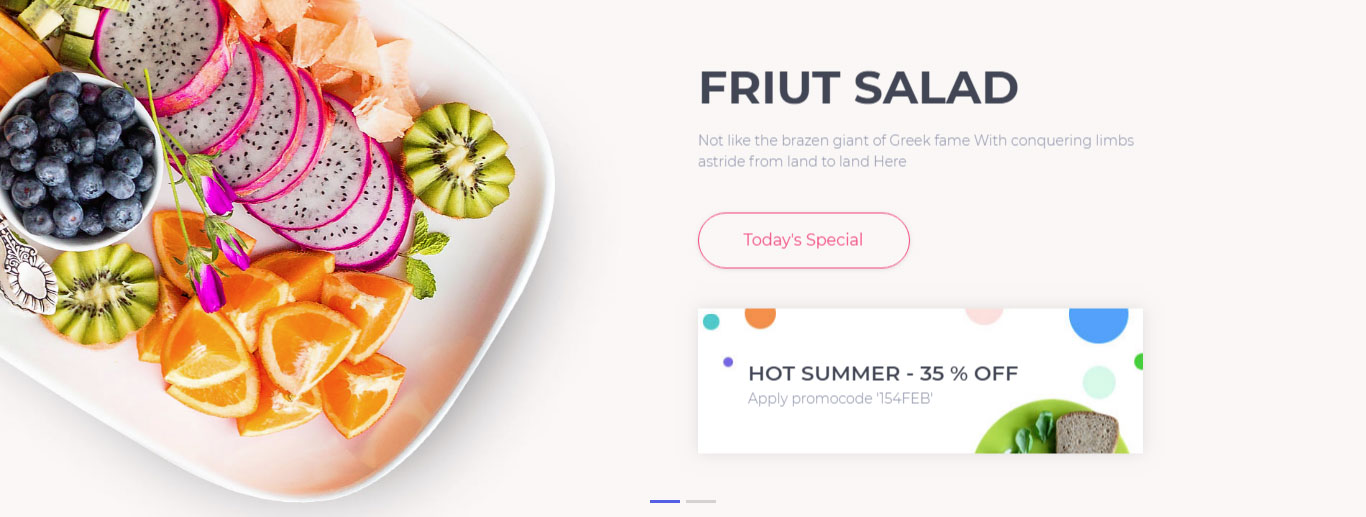 FRIUT SALAD
Not like the brazen giant of Greek fame With conquering limbs
astride from land to land Here
Today's Special
HOT SUMMER - 35 % OFF
Apply promocode '154FEB'